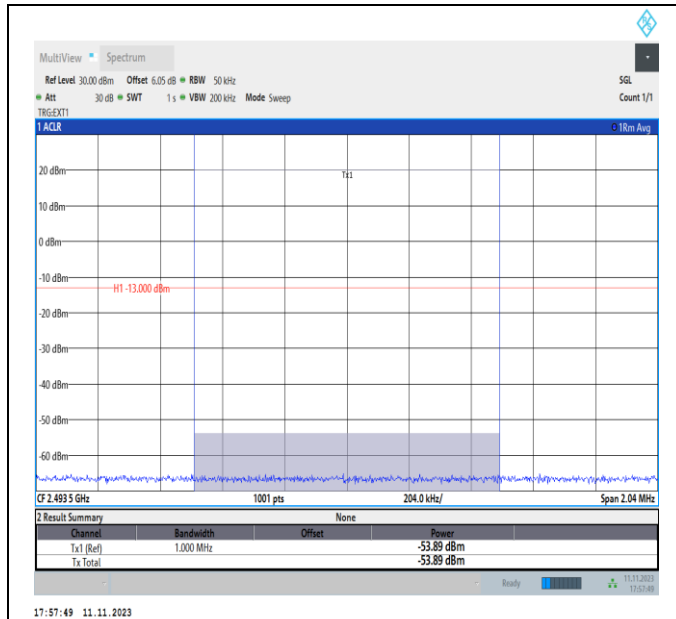 MultiView Spectrum
Ref Level 30.00 dBm Offset 6.05 dB RBW 50 kHz SGL
Att 30 dB SWT 1 s VBW 200 kHz Mode Sweep Count 1/1
TRG:EXT1
1 ACLR 1Rm Avg
20 dBm
Tx1
10 dBm
0 dBm
-10 dBm
H1 -13.000 dBm
-20 dBm
-30 dBm
-40 dBm
-50 dBm
-60 dBm
CF 2.493 5 GHz 1001 pts 204.0 kHz/ Span 2.04 MHz
2 Result Summary None
Channel Bandwidth Offset Power
Tx1 (Ref) 1.000 MHz -53.89 dBm
Tx Total -53.89 dBm
Ready 11.11.2023
17:57:49
17:57:49 11.11.2023